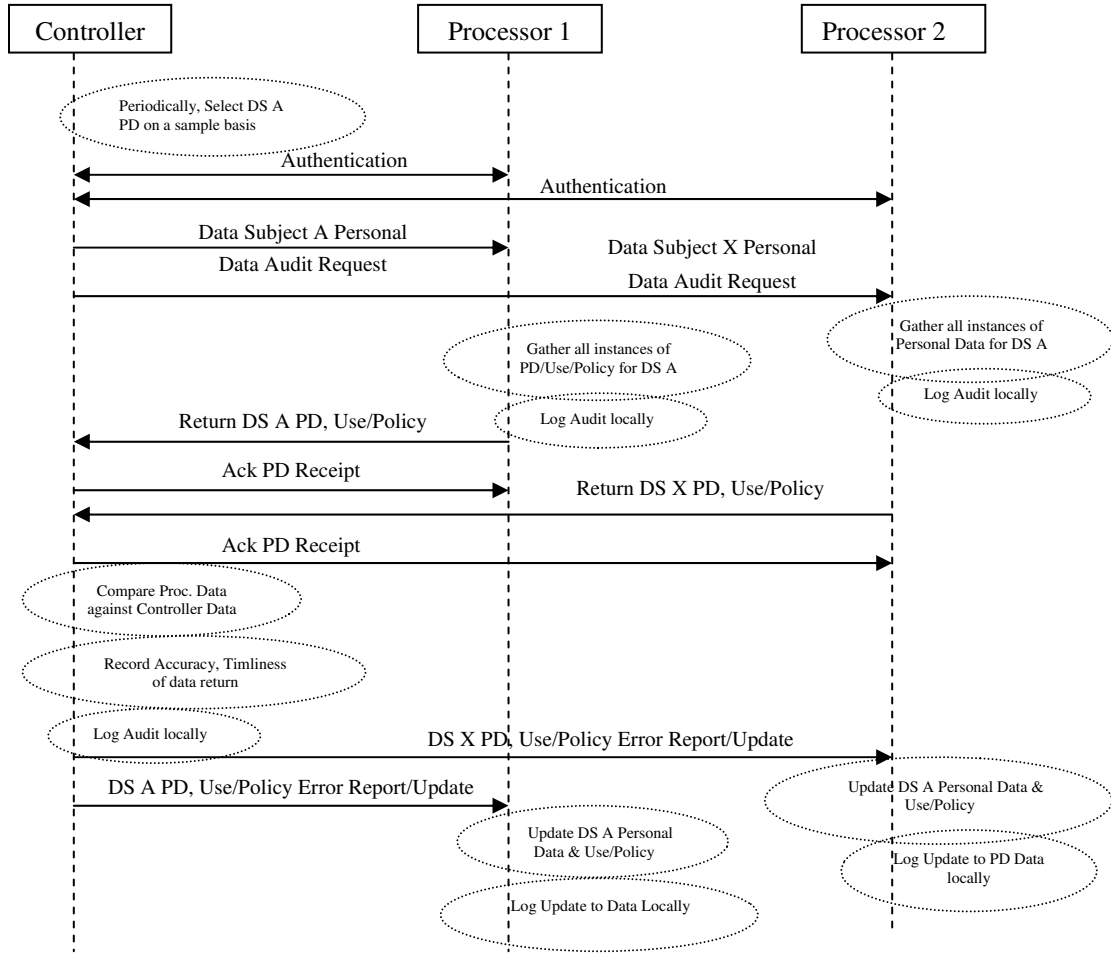 Controller
Processor 1
Processor 2
Periodically, Select DS A
PD on a sample basis
Authentication
Authentication
Data Subject A Personal
Data Audit Request
Data Subject X Personal
Data Audit Request
Gather all instances of
Personal Data for DS A
Gather all instances of
PD/Use/Policy for DS A
Log Audit locally
Log Audit locally
Return DS A PD, Use/Policy
Ack PD Receipt
Return DS X PD, Use/Policy
Ack PD Receipt
Compare Proc. Data
against Controller Data
Record Accuracy, Timliness
of data return
Log Audit locally
DS X PD, Use/Policy Error Report/Update
DS A PD, Use/Policy Error Report/Update
Update DS A Personal Data &
Use/Policy
Update DS A Personal
Data & Use/Policy
Log Update to PD Data
locally
Log Update to Data Locally